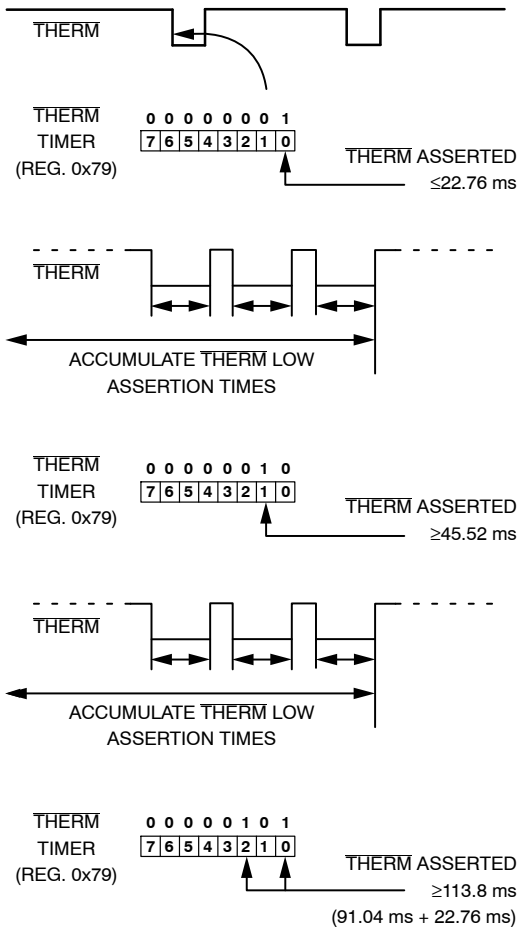 THERM
THERM
TIMER
(REG. 0x79)
0 0 0 0 0 0 0 1
7 6 5 4 3 2 1 0
THERM ASSERTED
≤22.76 ms
THERM
ACCUMULATE THERM LOW
ASSERTION TIMES
THERM
TIMER
(REG. 0x79)
0 0 0 0 0 0 1 0
7 6 5 4 3 2 1 0
THERM ASSERTED
≥45.52 ms
THERM
ACCUMULATE THERM LOW
ASSERTION TIMES
THERM
TIMER
(REG. 0x79)
0 0 0 0 0 1 0 1
7 6 5 4 3 2 1 0
THERM ASSERTED
≥113.8 ms
(91.04 ms + 22.76 ms)